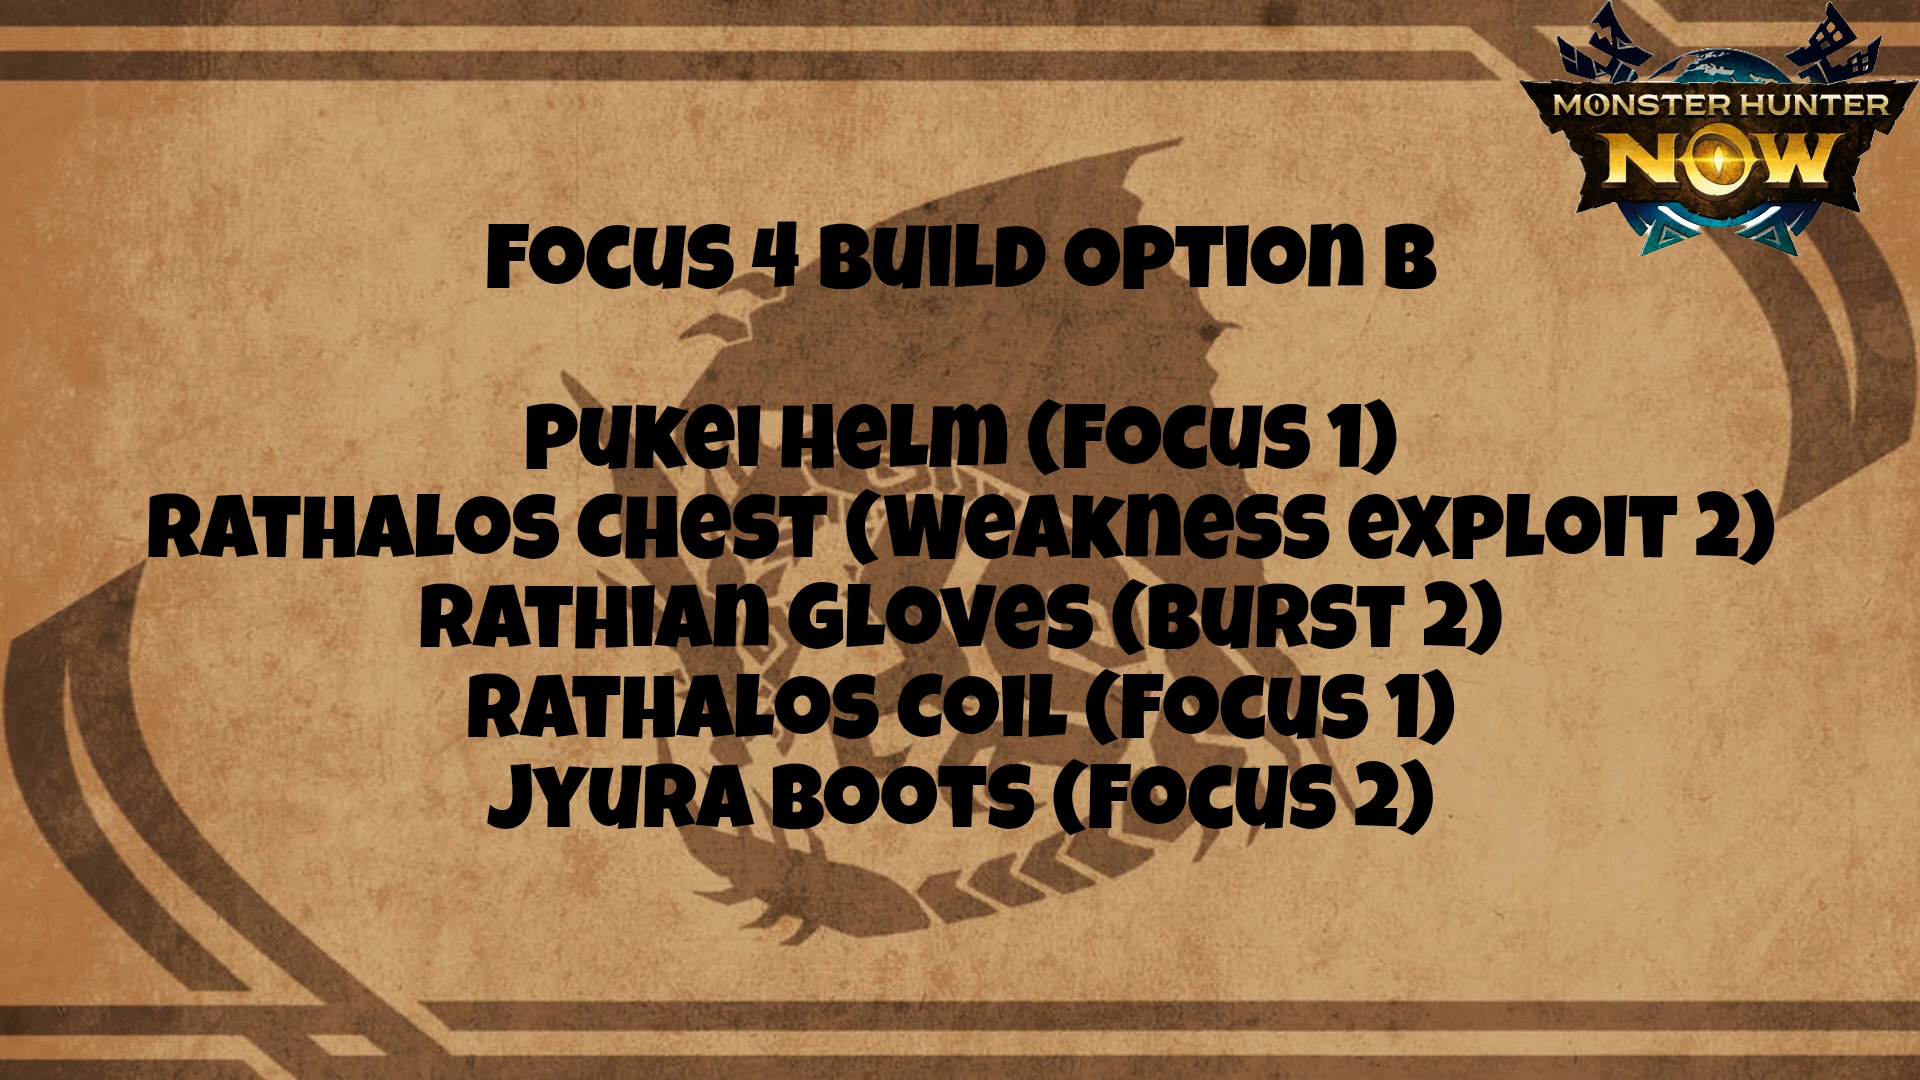 MONSTER HUNTER
NOW
Focus 4 Build Option B
Pukei Helm (Focus 1)
Rathalos Chest (Weakness Exploit 2)
Rathian Gloves (Burst 2)
Rathalos Coil (Focus 1)
Jyura Boots (Focus 2)